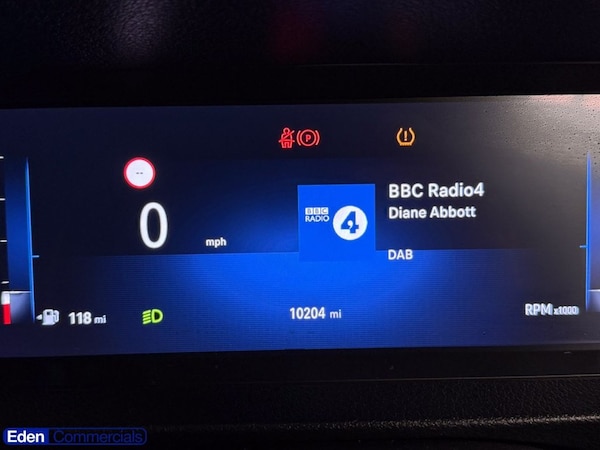 (P)
(!)
--
BBC Radio4
Diane Abbott
BBC
RADIO
4
0
mph
DAB
118 mi
10204 mi
RPM x1000
Eden Commercials